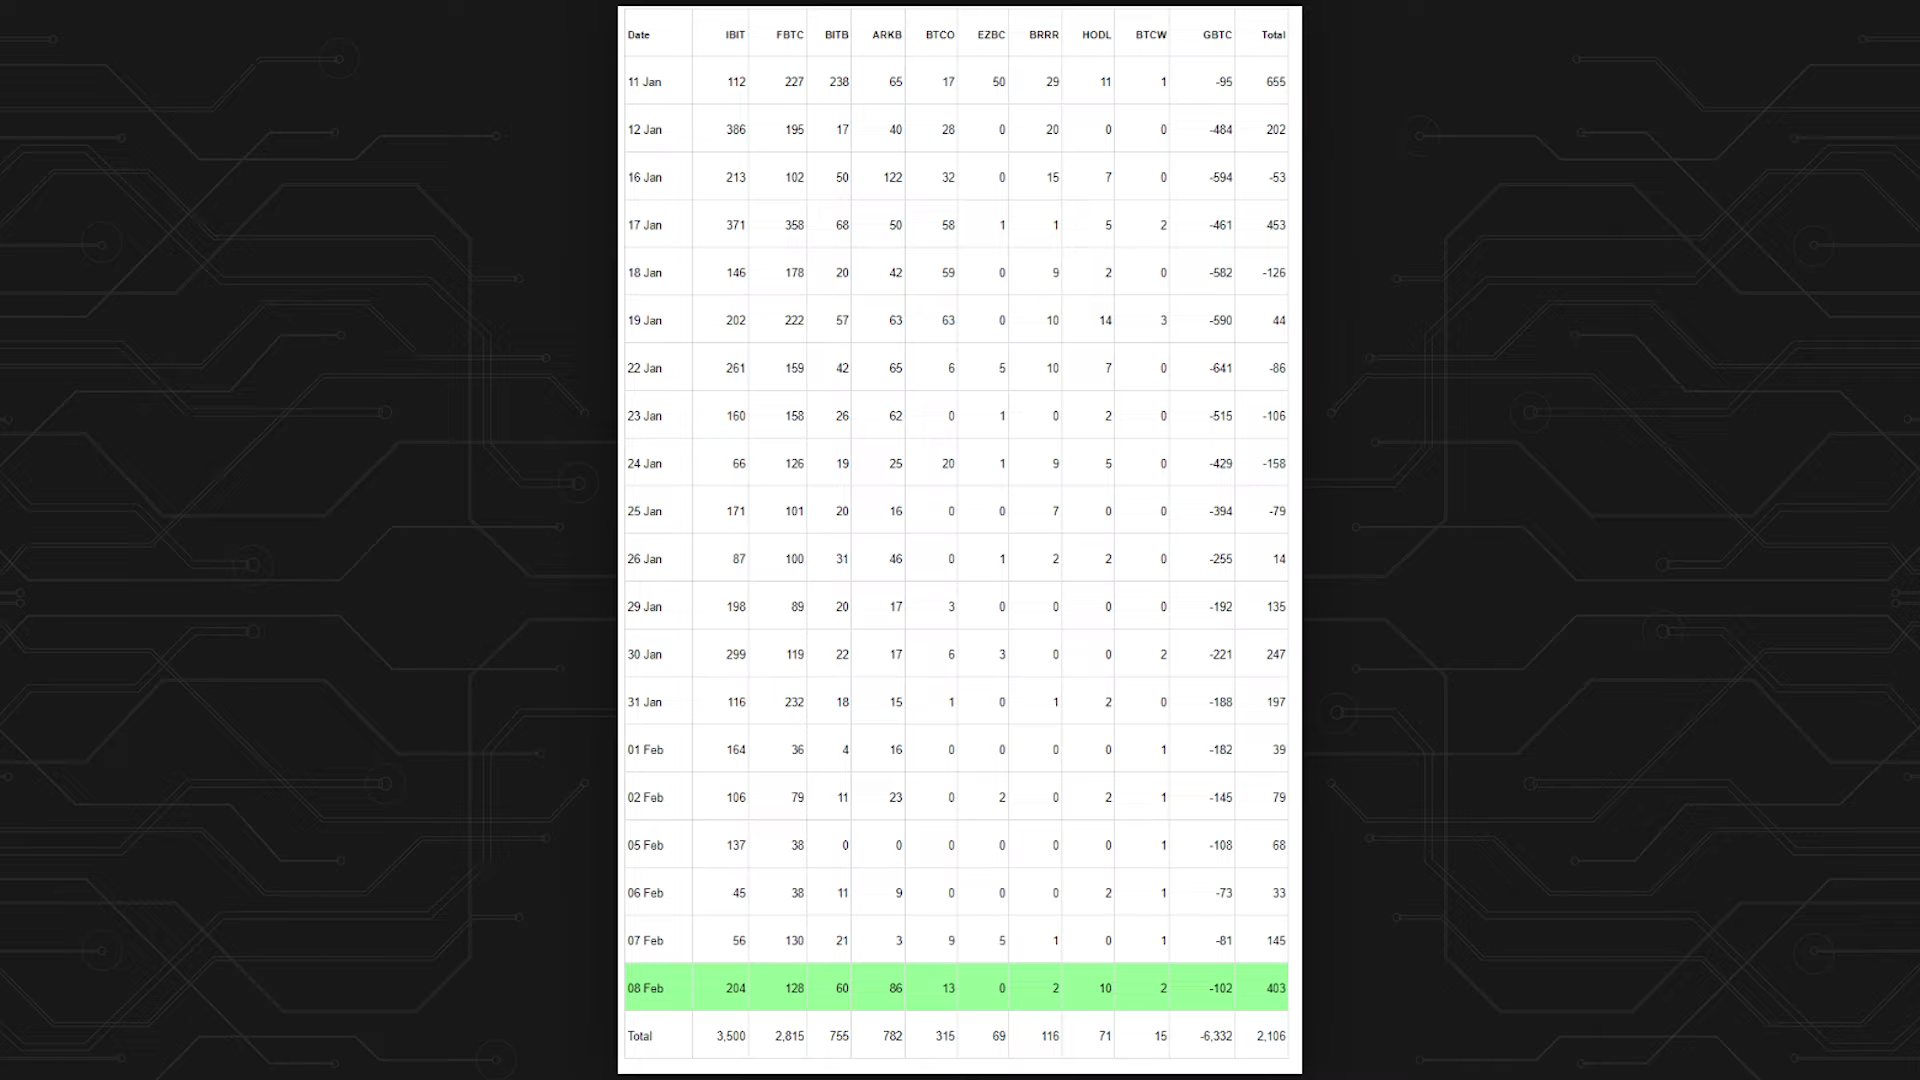 Date IBIT FBTC BITB ARKB BTCO EZBC BRRR HODL BTCW GBTC Total
11 Jan 112 227 238 65 17 50 29 11 1 -95 655
12 Jan 386 195 17 40 28 0 20 0 0 -484 202
16 Jan 213 102 50 122 32 0 15 7 0 -594 -53
17 Jan 371 358 68 50 58 1 1 5 2 -461 453
18 Jan 146 178 20 42 59 0 9 2 0 -582 -126
19 Jan 202 222 57 63 63 0 10 14 3 -590 44
22 Jan 261 159 42 65 6 5 10 7 0 -641 -86
23 Jan 160 158 26 62 0 1 0 2 0 -515 -106
24 Jan 66 126 19 25 20 1 9 5 0 -429 -158
25 Jan 171 101 20 16 0 0 7 0 0 -394 -79
26 Jan 87 100 31 46 0 1 2 2 0 -255 14
29 Jan 198 89 20 17 3 0 0 0 0 -192 135
30 Jan 299 119 22 17 6 3 0 0 2 -221 247
31 Jan 116 232 18 15 1 0 1 2 0 -188 197
01 Feb 164 36 4 16 0 0 0 0 1 -182 39
02 Feb 106 79 11 23 0 2 0 2 1 -145 79
05 Feb 137 38 0 0 0 0 0 0 1 -108 68
06 Feb 45 38 11 9 0 0 0 2 1 -73 33
07 Feb 56 130 21 3 9 5 1 0 1 -81 145
08 Feb 204 128 60 86 13 0 2 10 2 -102 403
Total 3,500 2,815 755 782 315 69 116 71 15 -6,332 2,106